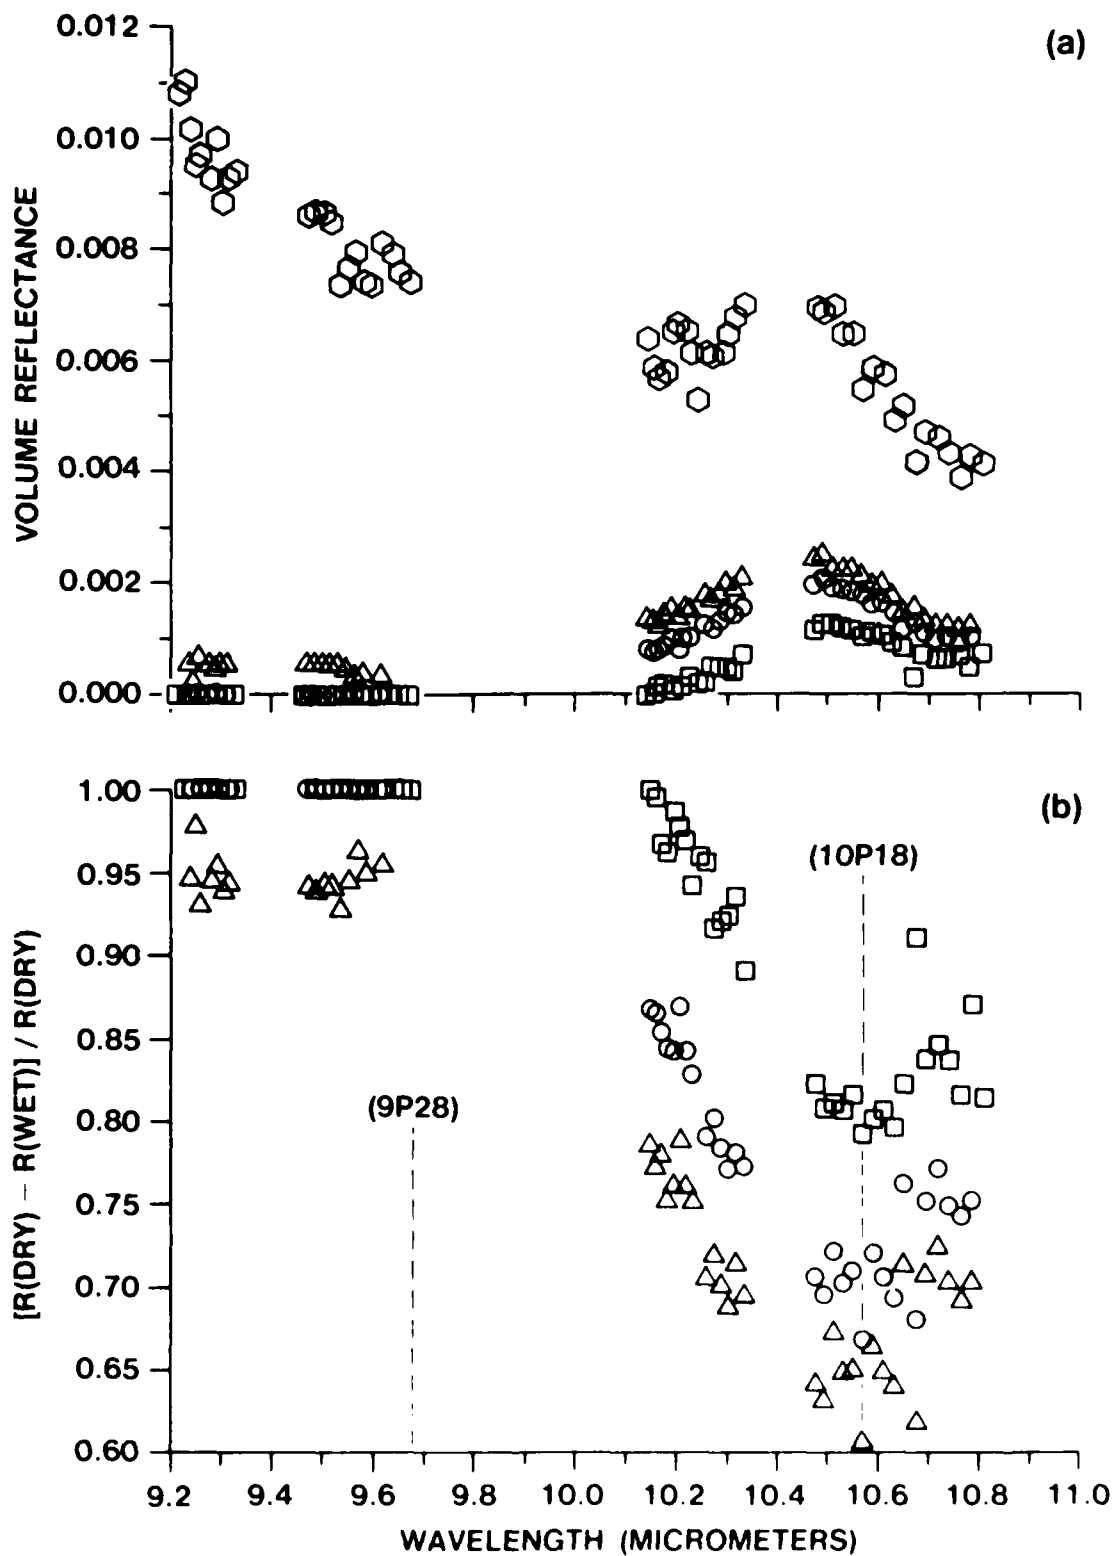 (a)
VOLUME REFLECTANCE
0.012
0.010
0.008
0.006
0.004
0.002
0.000
(b)
[R(DRY) – R(WET)] / R(DRY)
1.00
0.95
0.90
0.85
0.80
0.75
0.70
0.65
0.60
(10P18)
(9P28)
9.2 9.4 9.6 9.8 10.0 10.2 10.4 10.6 10.8 11.0
WAVELENGTH (MICROMETERS)